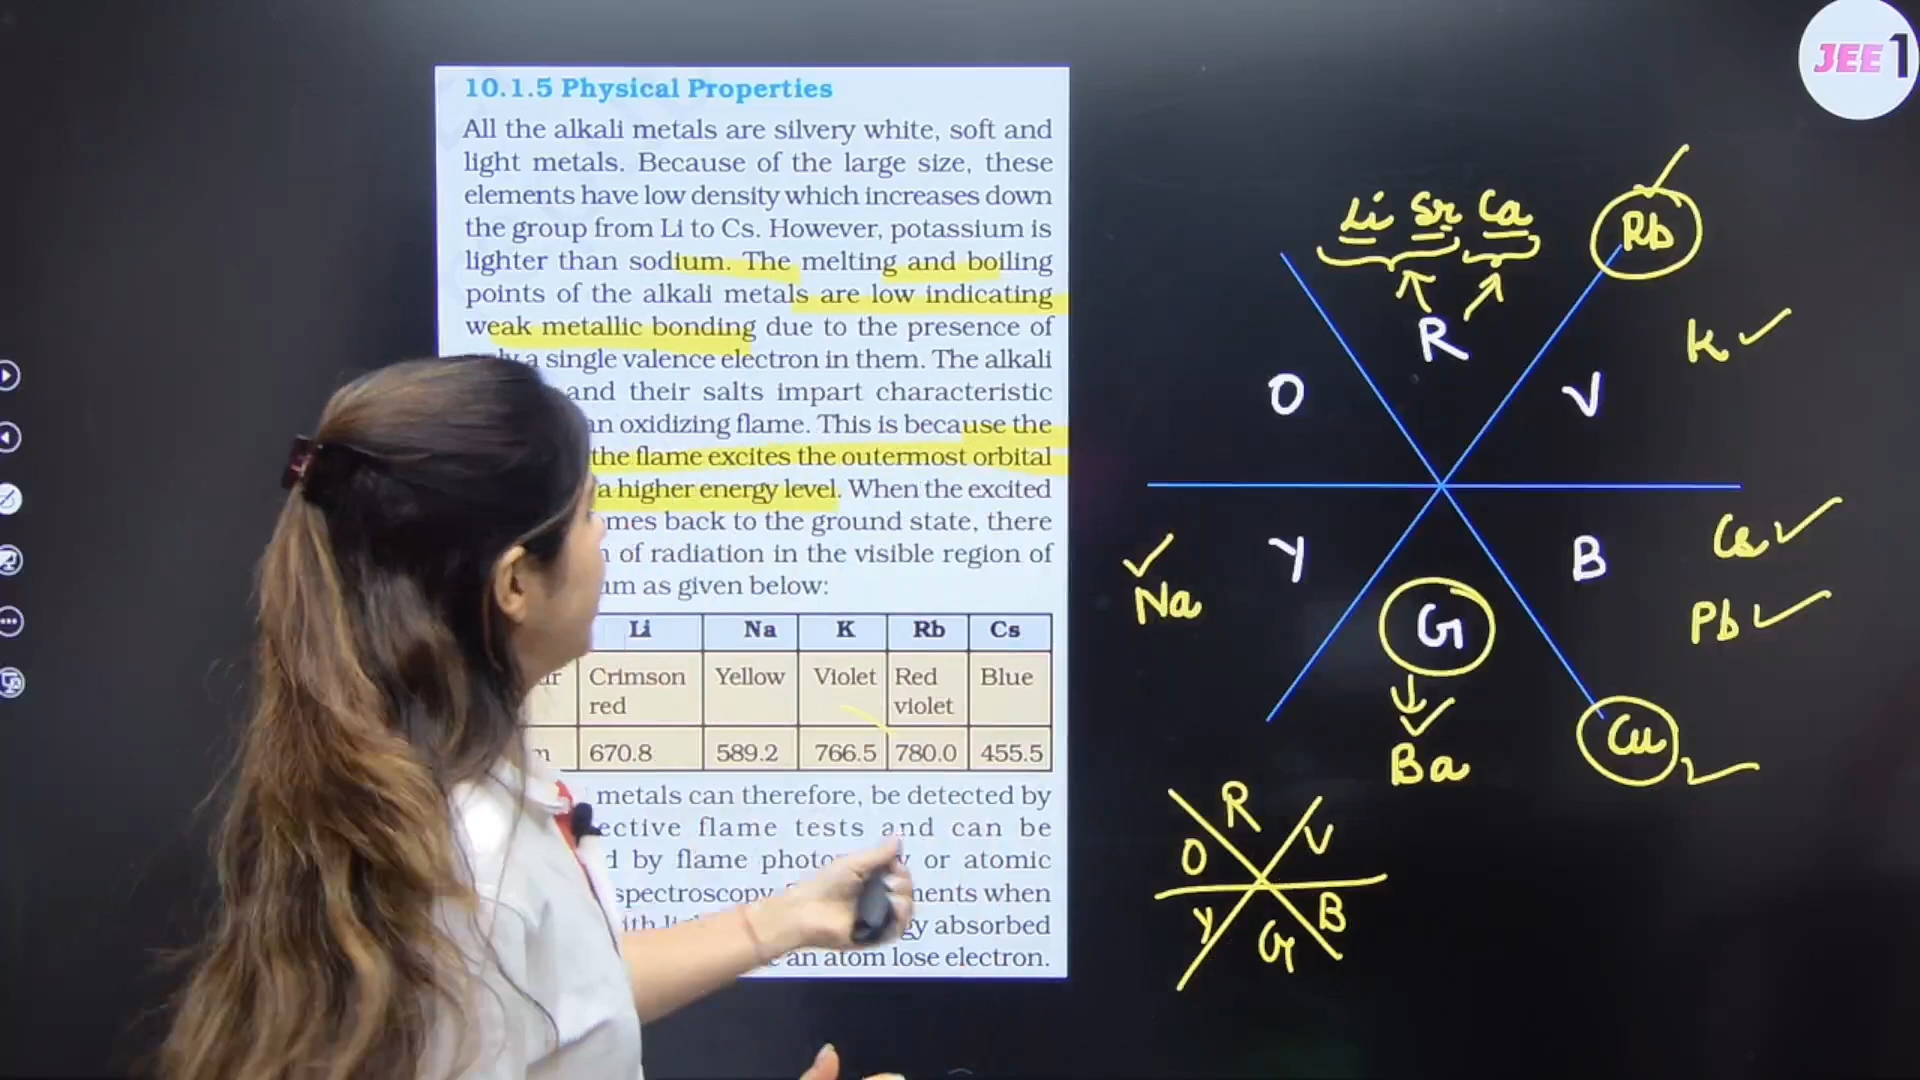 JEE 1
10.1.5 Physical Properties
All the alkali metals are silvery white, soft and
light metals. Because of the large size, these
elements have low density which increases down
the group from Li to Cs. However, potassium is
lighter than sodium. The melting and boiling
points of the alkali metals are low indicating
weak metallic bonding due to the presence of
a single valence electron in them. The alkali
and their salts impart characteristic
an oxidizing flame. This is because the
the flame excites the outermost orbital
a higher energy level. When the excited
mes back to the ground state, there
n of radiation in the visible region of
um as given below:
Li Na K Rb Cs
Crimson red Yellow Violet Red violet Blue
670.8 589.2 766.5 780.0 455.5
metals can therefore, be detected by
ective flame tests and can be
d by flame or atomic
spectroscopy. when
absorbed
an atom lose electron.
Li Sr Ca
Rb
R
K
O
V
Na
Y
B
Cs
Pb
G
Ba
Cu
R
O
V
Y
G
B